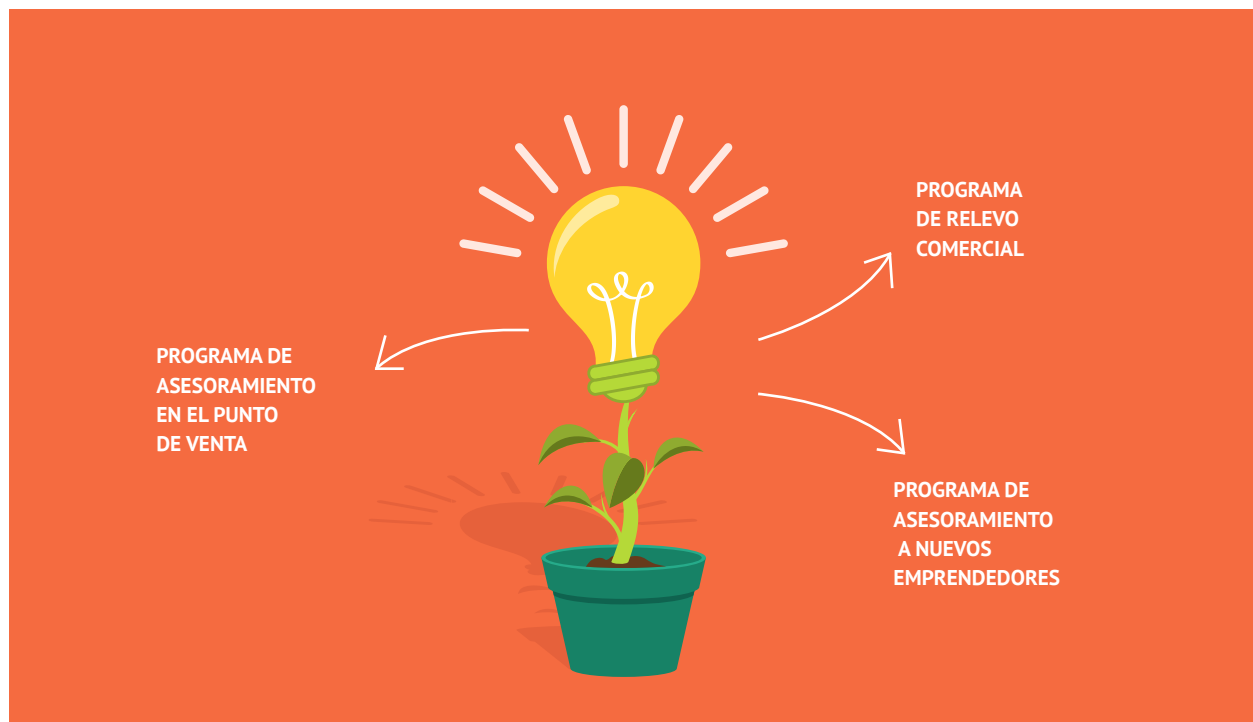 PROGRAMA DE
ASESORAMIENTO
EN EL PUNTO
DE VENTA
PROGRAMA
DE RELEVO
COMERCIAL
PROGRAMA DE
ASESORAMIENTO
A NUEVOS
EMPRENDEDORES